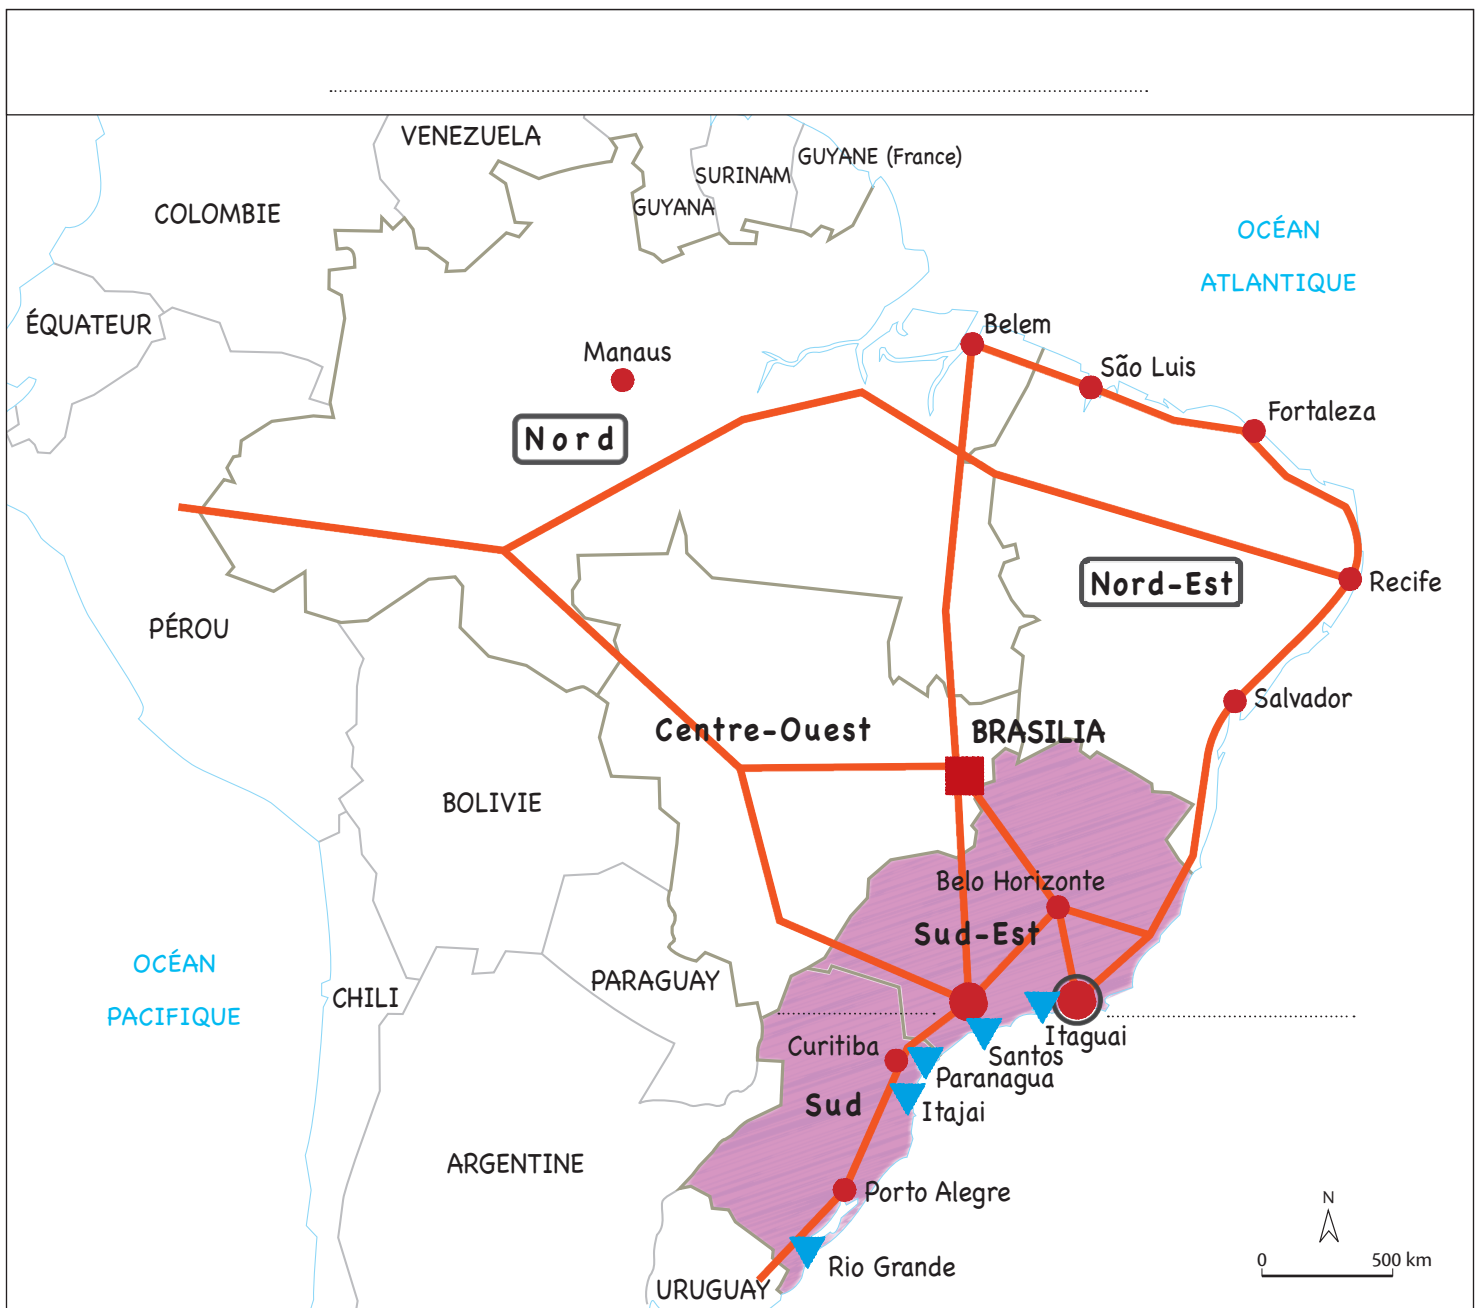 VENEZUELA
GUYANE (France)
SURINAM
GUYANA
COLOMBIE
OCÉAN
ATLANTIQUE
ÉQUATEUR
Belem
Manaus
São Luis
Fortaleza
Nord
Nord-Est
Recife
PÉROU
Salvador
Centre-Ouest
BRASILIA
BOLIVIE
Belo Horizonte
Sud-Est
OCÉAN
PACIFIQUE
CHILI
PARAGUAY
Itaguai
Curitiba
Santos
Paranagua
Sud
Itajai
ARGENTINE
Porto Alegre
N
Rio Grande
0 500 km
URUGUAY